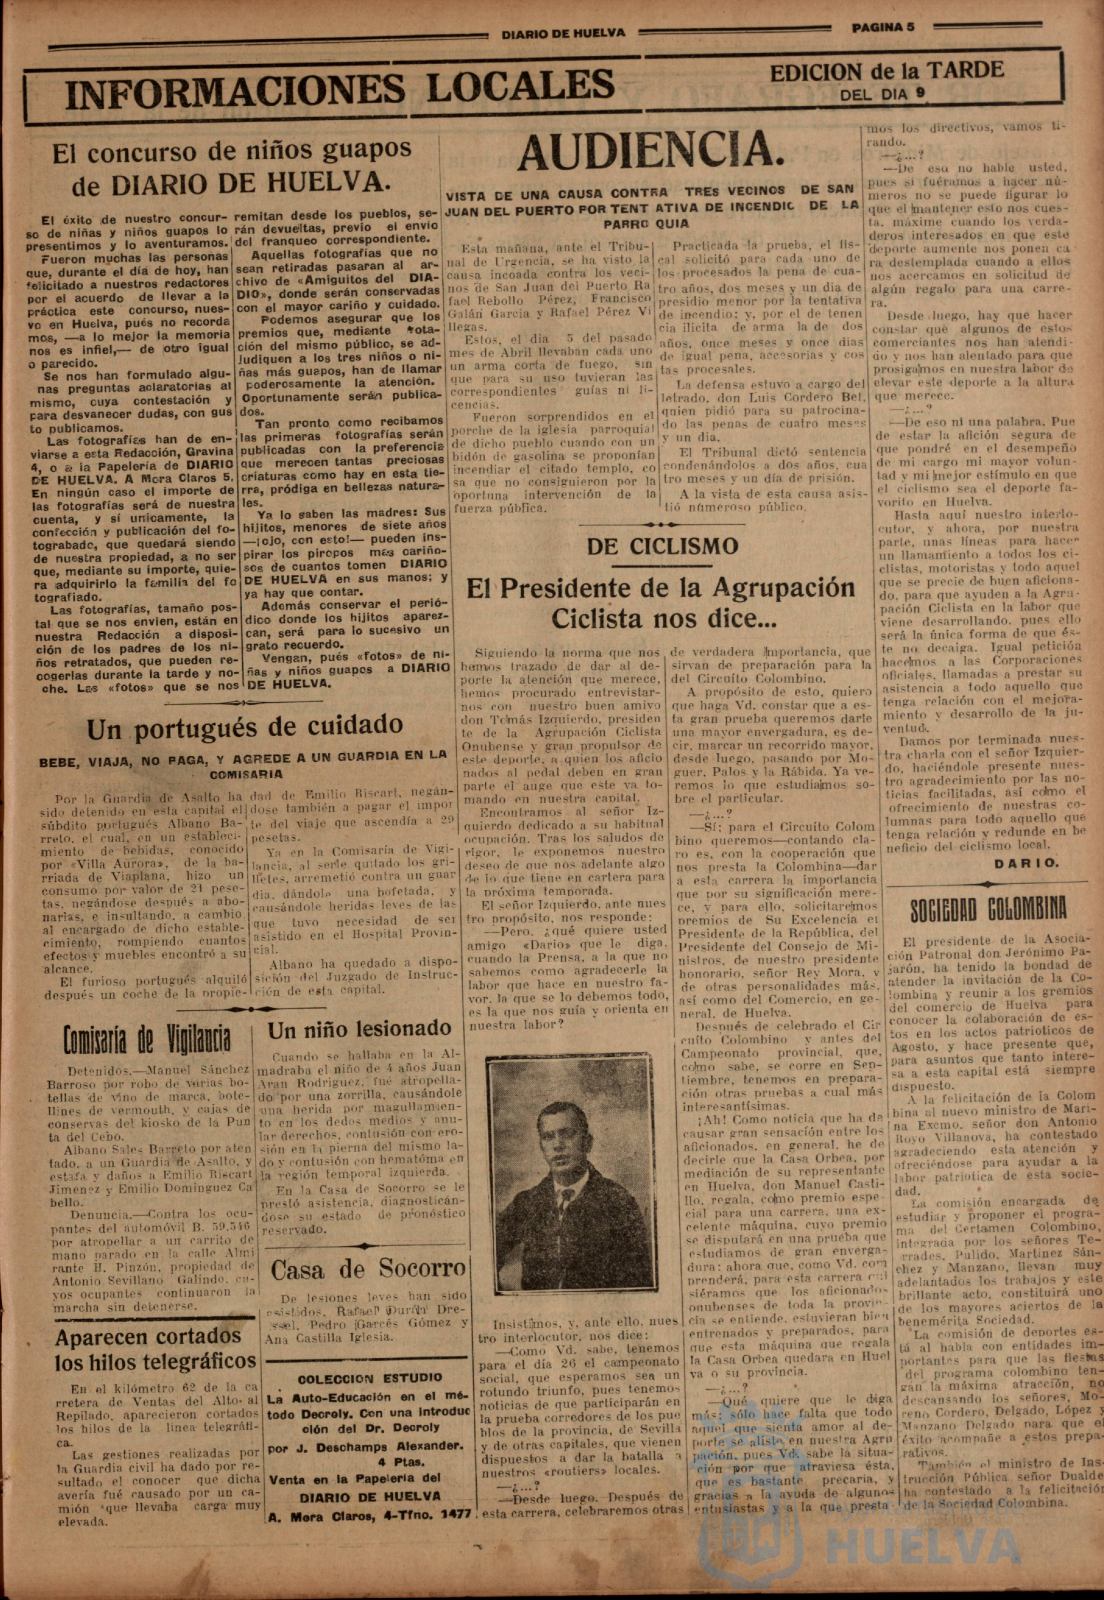 DIARIO DE HUELVA
PAGINA 5
INFORMACIONES LOCALES
EDICION de la TARDE
DEL DIA 9
El concurso de niños guapos
de DIARIO DE HUELVA.
El éxito de nuestro concur-
so de niñas y niños guapos lo
presentimos y lo aventuramos.
Fueron muchas las personas
que, durante el día de hoy, han
felicitado a nuestros redactores
por el acuerdo de llevar a la
práctica este concurso, nues-
vo en Huelva, pués no recorda
mos, —a lo mejor la memoria
nos es infiel,— de otro igual
o parecido.
Se nos han formulado algu-
nas preguntas aclaratorias al
mismo, cuya contestación y
para desvanecer dudas, con gus
to publicamos.
Las fotografías han de en-
viarse a esta Redacción, Gravina
4, o a la Papelería de DIARIO
DE HUELVA. A Mora Claros 5.
En ningún caso el importe de
las fotografías será de nuestra
cuenta, y sí unicamente, la
confección y publicación del fo-
tograbado, que quedará siendo
de nuestra propiedad, a no ser
que, mediante su importe, quie-
ra adquirirlo la familia del fo
tografiado.
Las fotografías, tamaño pos-
tal que se nos envien, están en
nuestra Redacción a disposi-
ción de los padres de los ni-
ños retratados, que pueden re-
cogerlas durante la tarde y no-
che. Las «fotos» que se nos
remitan desde los pueblos, se-
rán devueltas, previo el envío
del franqueo correspondiente.
Aquellas fotografías que no
sean retiradas pasaran al ar-
chivo de «Amiguitos del DIA-
DIO», donde serán conservadas
con el mayor cariño y cuidado.
Podemos asegurar que los
premios que, mediante vota-
ción del mismo público, se ad-
judiquen a los tres niños o ni-
ñas más guapos, han de llamar
poderosamente la atención.
Oportunamente serán publica-
dos.
Tan pronto como recibamos
las primeras fotografías serán
publicadas con la preferencia
que merecen tantas preciosas
criaturas como hay en esta tie-
rra, pródiga en bellezas natura-
les.
Ya lo saben las madres: Sus
hijitos, menores de siete años
—¡ojo, con esto!— pueden ins-
pirar los piropos más cariño-
sos de cuantos tomen DIARIO
DE HUELVA en sus manos; y
ya hay que contar.
Además conservar el perió-
dico donde los hijitos aparez-
can, será para lo sucesivo un
grato recuerdo.
Vengan, pués «fotos» de ni-
ñas y niños guapos a DIARIO
DE HUELVA.
Un portugués de cuidado
BEBE, VIAJA, NO PAGA, Y AGREDE A UN GUARDIA EN LA
COMISARIA
Por la Guardia de Asalto ha
sido detenido en esta capital el
súbdito portugués Albano Ba-
rreto, el cual, en un estableci-
miento de bebidas, conocido
por «Villa Aurora», de la ba-
rriada de Viaplana, hizo un
consumo por valor de 21 pese-
tas, negándose después a abo-
narlas, e insultando, a cambio
al encargado de dicho estable-
cimiento, rompiendo cuantos
efectos y muebles encontró a su
alcance.
El furioso portugués alquiló
después un coche de la propie-
dad de Emilio Riscart, negán-
dose también a pagar el impor
te del viaje que ascendía a 29
pesetas.
Ya en la Comisaría de Vigi-
lancia, al serle quitado los gri-
lletes, arremetió contra un guar
dia, dándole una bofetada, y
causándole heridas leves de las
que tuvo necesidad de ser
asistido en el Hospital Provin-
cial.
Albano ha quedado a dispo-
sición del Juzgado de Instruc-
ción de esta capital.
Comisaría de Vigilancia
Detenidos.—Manuel Sánchez
Barroso por robo de varias bo-
tellas de vino de marca, bote-
llines de vermouth, y cajas de
conservas del kiosko de la Pun
ta del Cebo.
Albano Sales Barreto por aten
tado, a un Guardia de Asalto, y
estafa y daños a Emilio Riscart
Jimenez y Emilio Dominguez Ca
bello.
Denuncia.—Contra los ocu-
pantes del automóvil B. 59.546
por atropellar a un carrito de
mano parado en la calle Almi
rante H. Pinzón, propiedad de
Antonio Sevillano Galindo, cu-
yos ocupantes continuaron la
marcha sin detenerse.
Aparecen cortados
los hilos telegráficos
En el kilómetro 62 de la ca
rretera de Ventas del Alto al
Repilado, aparecieron cortados
los hilos de la linea telegráfi-
ca.
Las gestiones realizadas por
la Guardia civil ha dado por re-
sultado el conocer que dicha
avería fué causado por un ca-
mión que llevaba carga muy
elevada.
Un niño lesionado
Cuando se hallaba en la Al-
madraba el niño de 4 años Juan
Aran Rodriguez, fué atropella-
do por una zorrilla, causándole
una herida por magullamien-
to en los dedos medios y anu-
lar derechos, contusión con ero-
sión en la pierna del mismo la-
do y contusión con hematóma en
la región temporal izquierda.
En la Casa de Socorro se le
prestó asistencia, diagnosticán-
dose su estado de pronóstico
reservado.
Casa de Socorro
De lesiones leves han sido
asistidos, Rafael Durán Dre-
ssel, Pedro Garcés Gómez y
Ana Castilla Iglesia.
COLECCION ESTUDIO
La Auto-Educación en el mé-
todo Decroly. Con una introduc
ción del Dr. Decroly
por J. Deschamps Alexander.
4 Ptas.
Venta en la Papelería del
DIARIO DE HUELVA
A. Mora Claros, 4-Tfno. 1477
AUDIENCIA.
VISTA DE UNA CAUSA CONTRA TRES VECINOS DE SAN
JUAN DEL PUERTO POR TENT ATIVA DE INCENDIC DE LA
PARRO QUIA
Esta mañana, ante el Tribu-
nal de Urgencia, se ha visto la
causa incoada contra los veci-
nos de San Juan del Puerto Ra
fael Rebollo Pérez, Francisco
Galán Garcia y Rafael Pérez Vi
llegas.
Estos, el dia 5 del pasado
mes de Abril llevaban cada uno
un arma corta de fuego, sin
que para su uso tuvieran las
correspondientes guías ni li-
cencias.
Fueron sorprendidos en el
porche de la iglesia parroquial
de dicho pueblo cuando con un
bidón de gasolina se proponían
incendiar el citado templo, co
sa que no consiguieron por la
oportuna intervención de la
fuerza pública.
Practicada la prueba, el fis-
cal solicitó para cada uno de
los procesados la pena de cua-
tro años, dos meses y un dia de
presidio menor por la tentativa
de incendio; y, por el de tenen
cia ilicita de arma la de dos
años, once meses y once dias
de igual pena, accesorias y cos
tas procesales.
La defensa estuvo a cargo del
letrado, don Luis Cordero Bel,
quien pidió para su patrocina-
do las penas de cuatro meses
y un dia.
El Tribunal dictó sentencia
condenándolos a dos años, cua
tro meses y un día de prisión.
A la vista de esta causa asis-
tió numeroso público.
DE CICLISMO
El Presidente de la Agrupación
Ciclista nos dice...
Siguiendo la norma que nos
hemos trazado de dar al de-
porte la atención que merece,
hemos procurado entrevistar-
nos con nuestro buen amivo
don Tomás Izquierdo, presiden
te de la Agrupación Ciclista
Onubense y gran propulsor de
este deporte, a quien los aficio
nados al pedal deben en gran
parte el auge que este va to-
mando en nuestra capital.
Encontramos al señor Iz-
quierdo dedicado a su habitual
ocupación. Tras los saludos de
rigor, le exponemos nuestro
deseo de que nos adelante algo
de lo que tiene en cartera para
la próxima temporada.
El señor Izquierdo, ante nues
tro propósito, nos responde:
—Pero, ¿qué quiere usted
amigo «Dario» que le diga,
cuando la Prensa, a la que no
sabemos como agradecerle la
labor que hace en nuestro fa-
vor, la que se lo debemos todo,
es la que nos guía y orienta en
nuestra labor?
Insistimos, y, ante ello, nues
tro interlocutor, nos dice:
—Como Vd. sabe, tenemos
para el día 26 el campeonato
social, que esperamos sea un
rotundo triunfo, pues tenemos
noticias de que participarán en
la prueba corredores de los pue
blos de la provincia, de Sevilla
y de otras capitales, que vienen
dispuestos a dar la batalla a
nuestros «routiers» locales.
—¿...?
—Desde luego. Después de
esta carrera, celebraremos otras
de verdadera importancia, que
sirvan de preparación para la
del Circuíto Colombino.
A propósito de esto, quiero
que haga Vd. constar que a es-
ta gran prueba queremos darte
una mayor envergadura, es de-
cir, marcar un recorrido mayor,
desde luego, pasando por Mo-
guer, Palos y la Rábida. Ya ve-
remos lo que estudiamos so-
bre el particular.
—¿...?
—Sí; para el Circuíto Colom
bino queremos—contando cla-
ro es, con la cooperación que
nos presta la Colombina—dar
a esta carrera la importancia
que por su significación mere-
ce, y para ello, solicitaremos
premios de Su Excelencia el
Presidente de la República, del
Presidente del Consejo de Mi-
nistros, de nuestro presidente
honorario, señor Rey Mora, v
de otras personalidades más,
así como del Comercio, en ge-
neral, de Huelva.
Después de celebrado el Cir
cuíto Colombino y antes del
Campeonato provincial, que,
como sabe, se corre en Sep-
tiembre, tenemos en prepara-
ción otras pruebas a cual más
interesantísimas.
¡Ah! Como noticia que ha de
causar gran sensación entre los
aficionados, en general, he de
decirle que la Casa Orbea, por
mediación de su representante
en Huelva, don Manuel Casti-
llo, regala, como premio espe-
cial para una carrera, una ex-
celente máquina, cuyo premio
se disputará en una prueba que
estudiamos de gran enverga-
dura: ahora que, como Vd. com
prenderá, para esta carrera qui
siéramos que los aficionado-
onubenses de toda la provin-
cia se entiende, estuvieran bien
entrenados y preparados, para
que esta máquina que regala
la Casa Orbea quedara en Huel
va o su provincia.
—¿...?
—Qué quiere que le diga
más; sólo hace falta que todo
aquel que sienta amor al de-
porte se aliste en nuestra Agru
pación, pues Vd. sabe la situa-
ción por que atraviesa ésta,
que es bastante precaria, y
gracias a la ayuda de algunos
entusiastas y a la que presta-
mos los directivos, vamos ti-
rando.
—¿...?
—De eso no hable usted,
pues si fuéramos a hacer nú-
meros no se puede figurar lo
que el mantener esto nos cues-
ta, máxime cuando los verda-
deros interesados en que este
deporte aumente nos ponen ca
ra destemplada cuando a ellos
nos acercamos en solicitud de
algún regalo para una carre-
ra.
Desde luego, hay que hacer
constar que algunos de estos
comerciantes nos han atendi-
do y nos han alentado para que
prosigamos en nuestra labor de
elevar este deporte a la altura
que merece.
—¿...?
—De eso ni una palabra. Pue
de estar la afición segura de
que pondré en el desempeño
de mi cargo mi mayor volun-
tad y mi mejor estímulo en que
el ciclismo sea el deporte fa-
vorito en Huelva.
Hasta aquí nuestro interlo-
cutor, y ahora, por nuestra
parte, unas líneas para hacer
un llamamiento a todos los ci-
clistas, motoristas y todo aquel
que se precie de buen aficiona-
do, para que ayuden a la Agru-
pación Ciclista en la labor que
viene desarrollando, pues ello
será la única forma de que és-
te no decaiga. Igual petición
hacemos a las Corporaciones
oficiales, llamadas a prestar su
asistencia a todo aquello que
tenga relación con el mejora-
miento y desarrollo de la ju-
ventud.
Damos por terminada nues-
tra charla con el señor Izquier-
do, haciéndole presente nues-
tro agradecimiento por las no-
ticias facilitadas, así como el
ofrecimiento de nuestras co-
lumnas para todo aquello que
tenga relación y redunde en be
neficio del ciclismo local.
DARIO.
SOCIEDAD COLOMBINA
El presidente de la Asocia-
ción Patronal don Jerónimo Pa-
jarón, ha tenido la bondad de
atender la invitación de la Co-
lombina y reunir a los gremios
del comercio de Huelva para
conocer la colaboración de es-
tos en los actos patrioticos de
Agosto, y hace presente que,
para asuntos que tanto intere-
sa a esta capital está siempre
dispuesto.
A la felicitación de la Colom
bina al nuevo ministro de Mari-
na Excmo. señor don Antonio
Royo Villanova, ha contestado
agradeciendo esta atención y
ofreciéndose para ayudar a la
labor patriotica de esta socie-
dad.
La comisión encargada de
estudiar y proponer el progra-
ma del Certamen Colombino,
integrada por los señores Te-
rrades, Pulido, Martinez Sán-
chez y Manzano, llevan muy
adelantados los trabajos y este
brillante acto, constituirá uno
de los mayores aciertos de la
benemérita Sociedad.
La comisión de deportes es-
tá al habla con entidades im-
portantes para que las fiestas
del programa colombino ten-
gan la máxima atracción, no
descansando los señores, Mo-
reno Cordero, Delgado, López y
Manzano Delgado para que el
éxito acompañe a estos prepa-
rativos.
También el ministro de Ins-
trucción Pública señor Dualde
ha contestado a la felicitación
de la Sociedad Colombina.
HUELVA